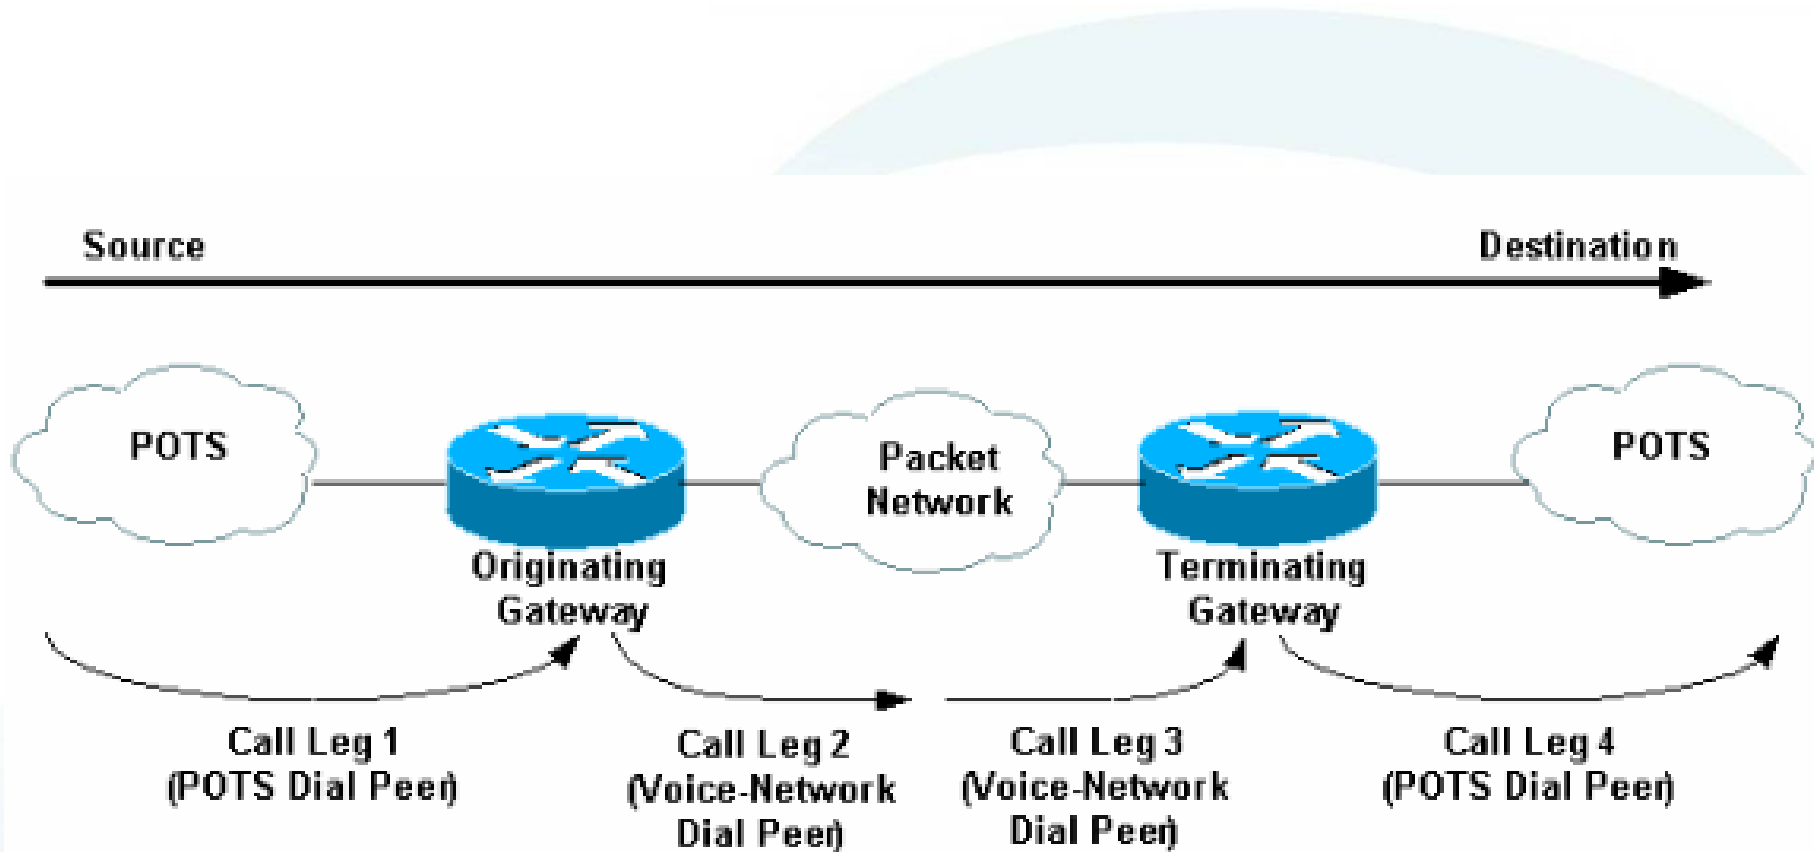 Source
Destination
POTS
Packet
Network
POTS
Originating
Gateway
Terminating
Gateway
Call Leg 1
(POTS Dial Peer)
Call Leg 2
(Voice-Network
Dial Peer)
Call Leg 3
(Voice-Network
Dial Peer)
Call Leg 4
(POTS Dial Peer)